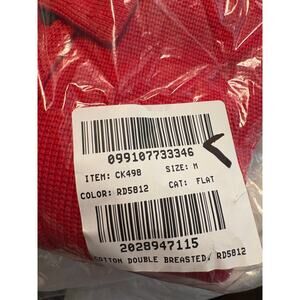 099107733346
ITEM: CK498 SIZE: M
COLOR: RD5812 CAT: FLAT
2028947115
COTTON DOUBLE BREASTED, RD5812